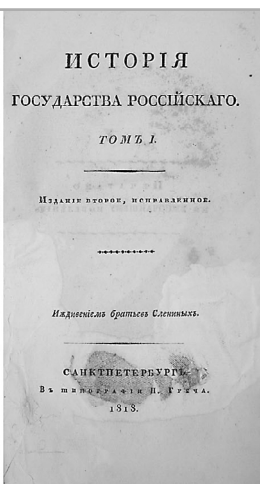 ИСТОРІЯ
ГОСУДАРСТВА РОССІЙСКАГО.
ТОМЪ I.
Изданіе второе, исправленное.
Иждивеніемъ братьевъ Слениныхъ.
САНКТПЕТЕРБУРГЪ.
Въ типографіи Н. Греча.
1818.